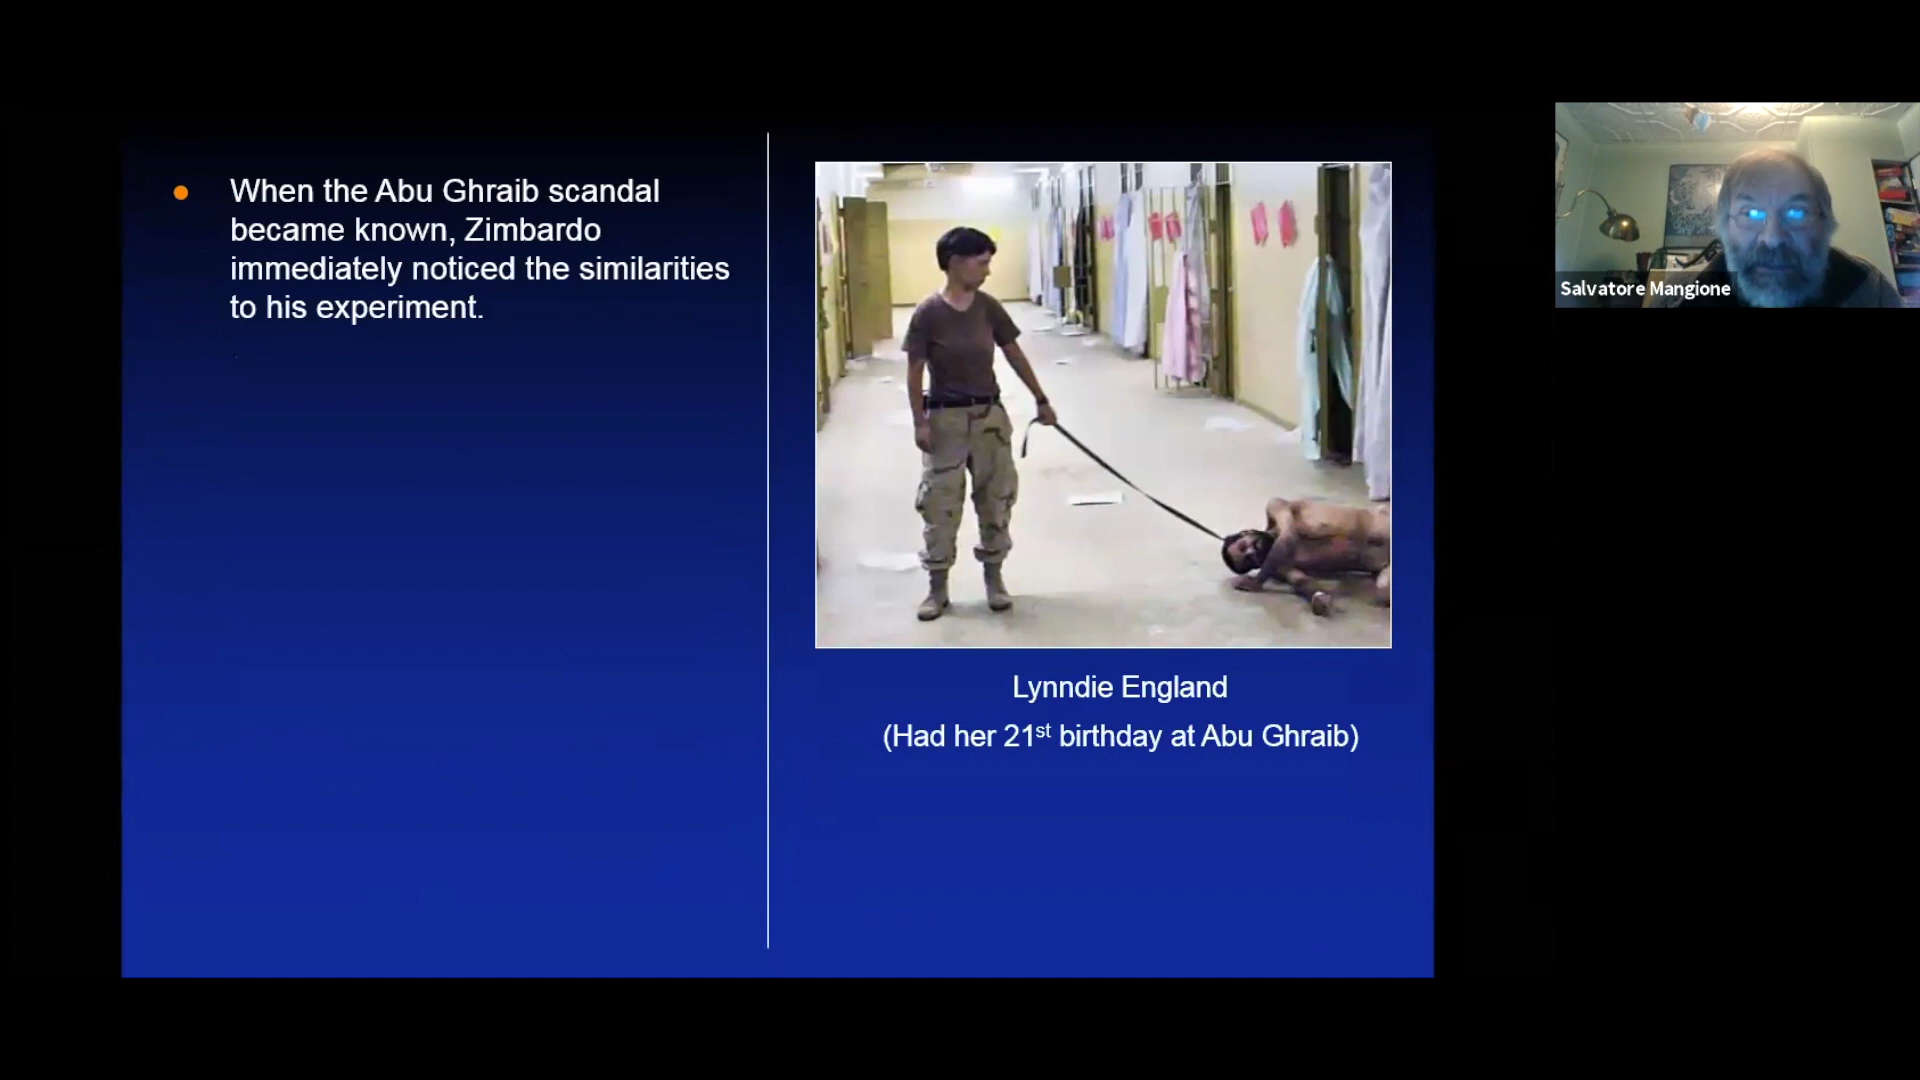 When the Abu Ghraib scandal
became known, Zimbardo
immediately noticed the similarities
to his experiment.
Lynndie England
(Had her 21st birthday at Abu Ghraib)
Salvatore Mangione